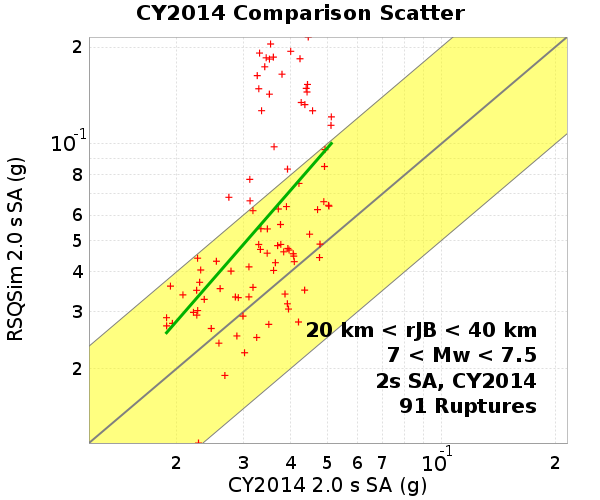 CY2014 Comparison Scatter
RSQSim 2.0 s SA (g)
2
10-1
8
6
5
4
3
2
20 km < rJB < 40 km
7 < Mw < 7.5
2s SA, CY2014
91 Ruptures
2 3 4 5 6 7 10-1 2
CY2014 2.0 s SA (g)